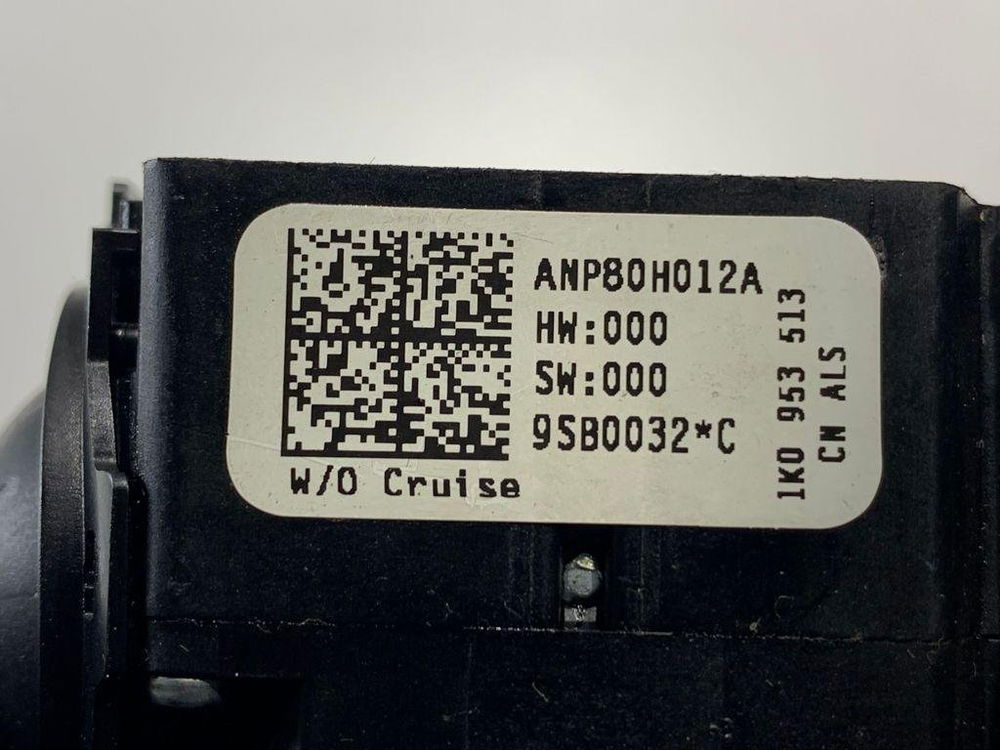 ANP80H012A
HW:000
SW:000
9SB0032*C
W/O Cruise
1K0 953 513
CN ALS